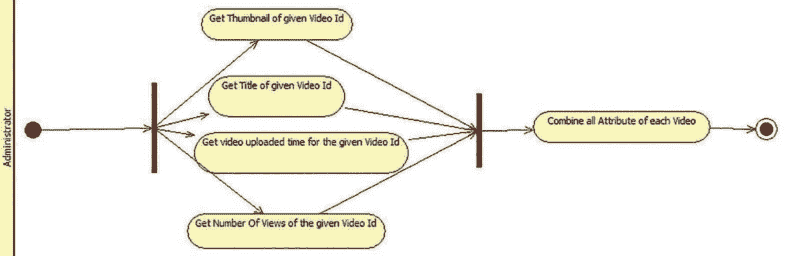 Administrator
Get Thumbnail of given Video Id
Get Title of given Video Id
Get video uploaded time for the given Video Id
Get Number Of Views of the given Video Id
Combine all Attribute of each Video